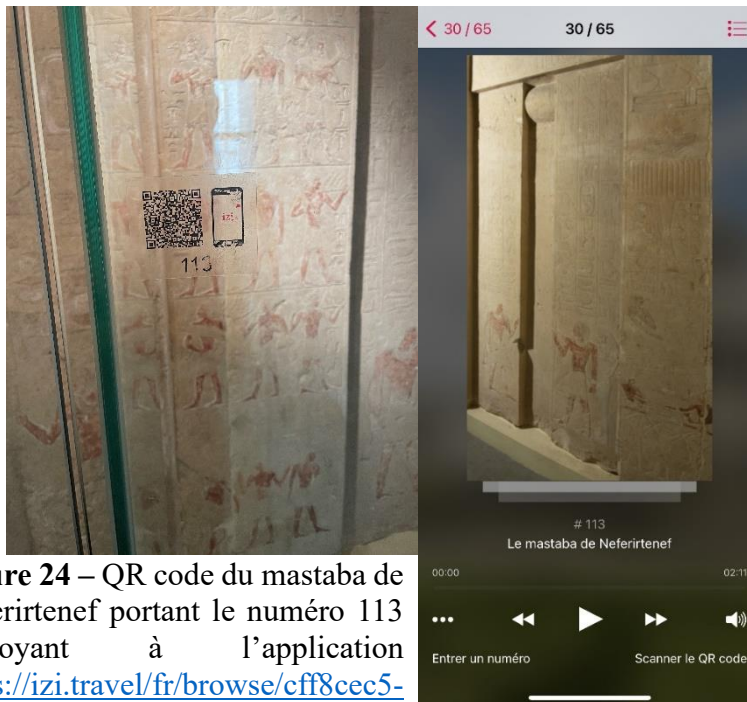 izi
113
ure 24 – QR code du mastaba de
erirtenef portant le numéro 113
oyant à l'application
s://izi.travel/fr/browse/cff8cec5-
30 / 65
30 / 65
# 113
Le mastaba de Neferirtenef
00:00
02:11
Entrer un numéro
Scanner le QR code